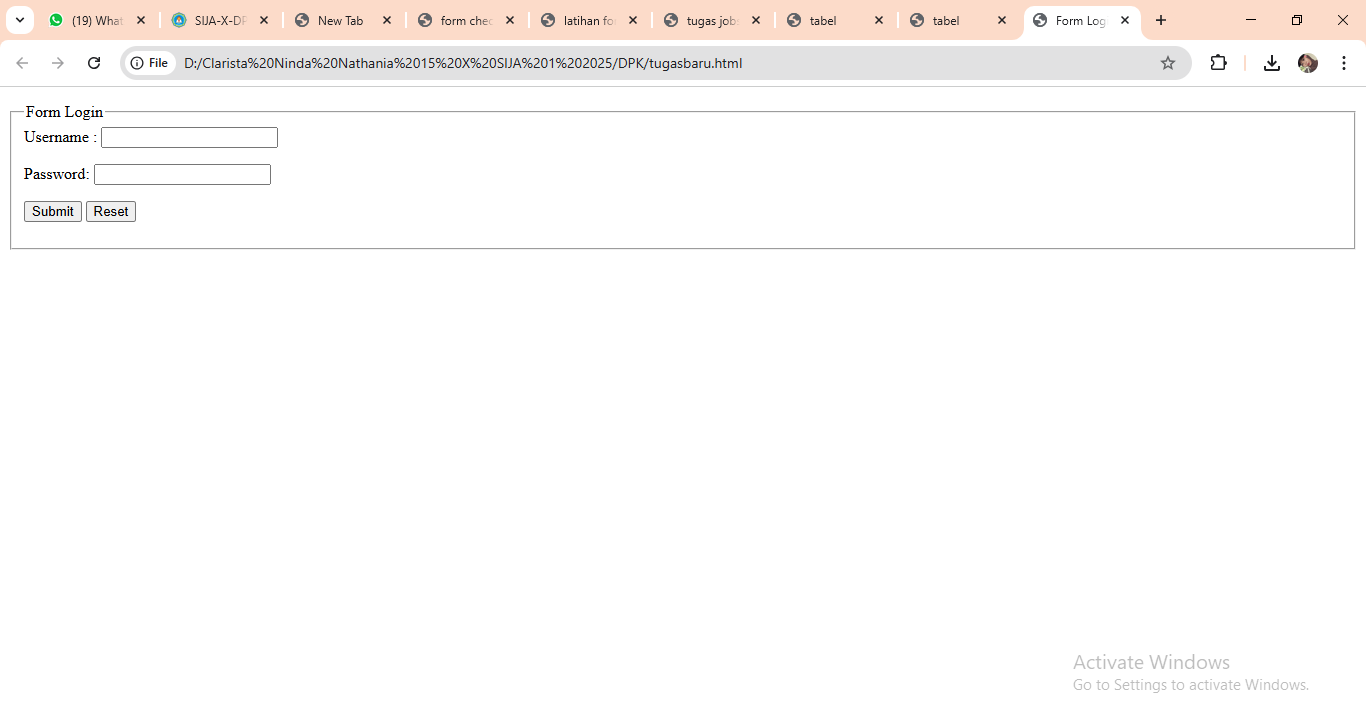 (19) What
SIJA-X-DP
New Tab
form chec
latihan fo
tugas job
tabel
tabel
Form Log
File
D:/Clarista%20Ninda%20Nathania%2015%20X%20SIJA%201%202025/DPK/tugasbaru.html
Form Login
Username :
Password:
Submit Reset
Activate Windows
Go to Settings to activate Windows.